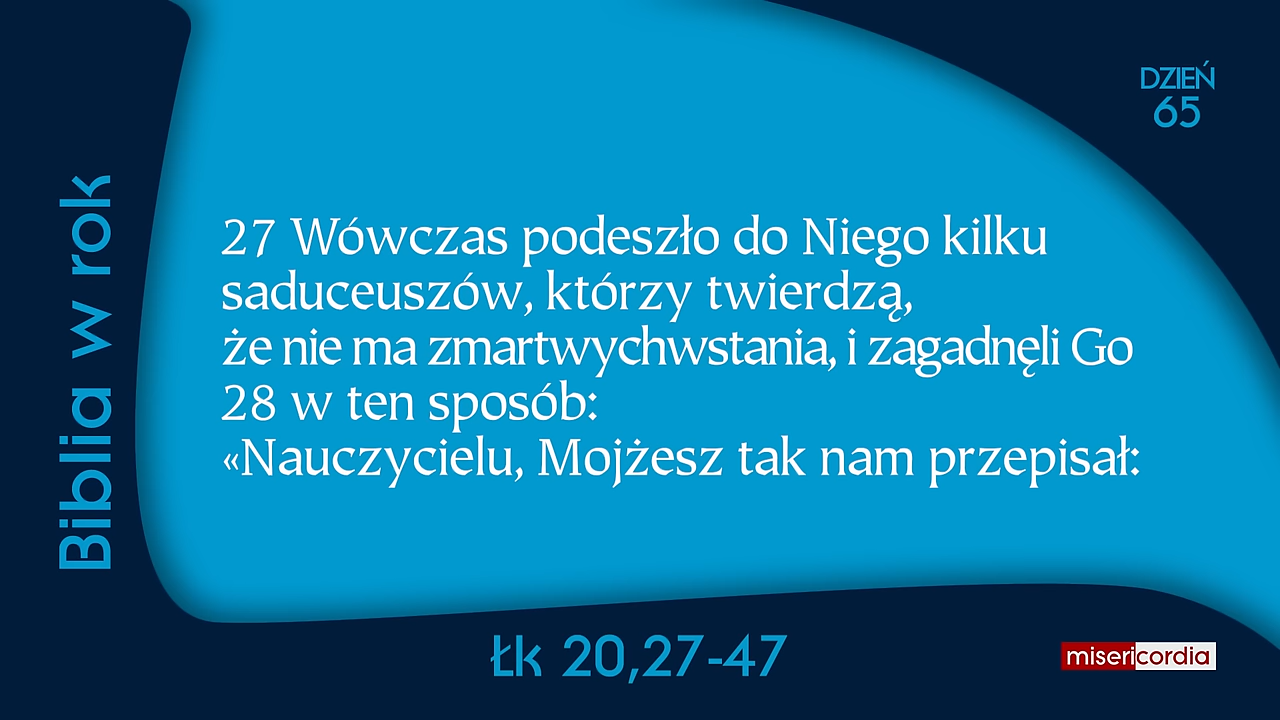 DZIEŃ
65
Biblia w rok
27 Wówczas podeszło do Niego kilku
saduceuszów, którzy twierdzą,
że nie ma zmartwychwstania, i zagadnęli Go
28 w ten sposób:
«Nauczycielu, Mojżesz tak nam przepisał:
Łk 20,27-47
misericordia